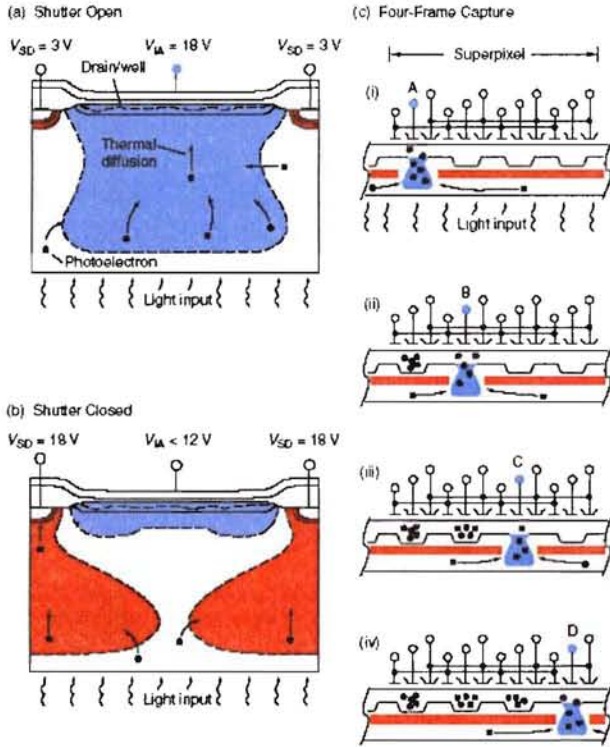 (a) Shutter Open
V_SD = 3 V V_IA = 18 V V_SD = 3 V
Drain/well
Thermal
diffusion
Photoelectron
Light input
(b) Shutter Closed
V_SD = 18 V V_IA < 12 V V_SD = 18 V
Light input
(c) Four-Frame Capture
Superpixel
(i)
A
Light input
(ii)
B
(iii)
C
(iv)
D